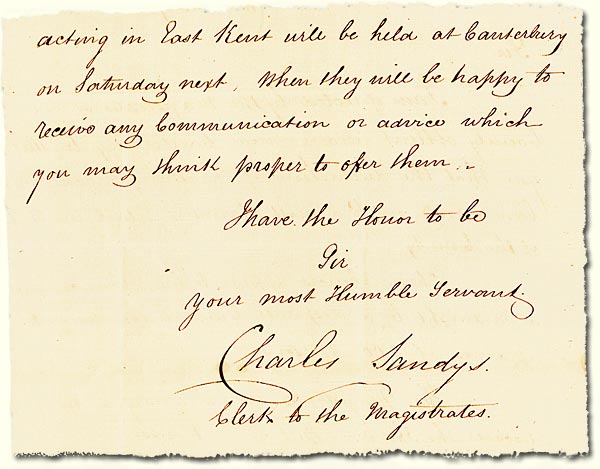 acting in East Kent will be held at Canterbury
on Saturday next, When they will be happy to
receive any Communication or advice which
you may think proper to offer them..
I have the Honor to be
Sir
your most Humble Servant
Charles Sandys.
Clerk to the Magistrates.